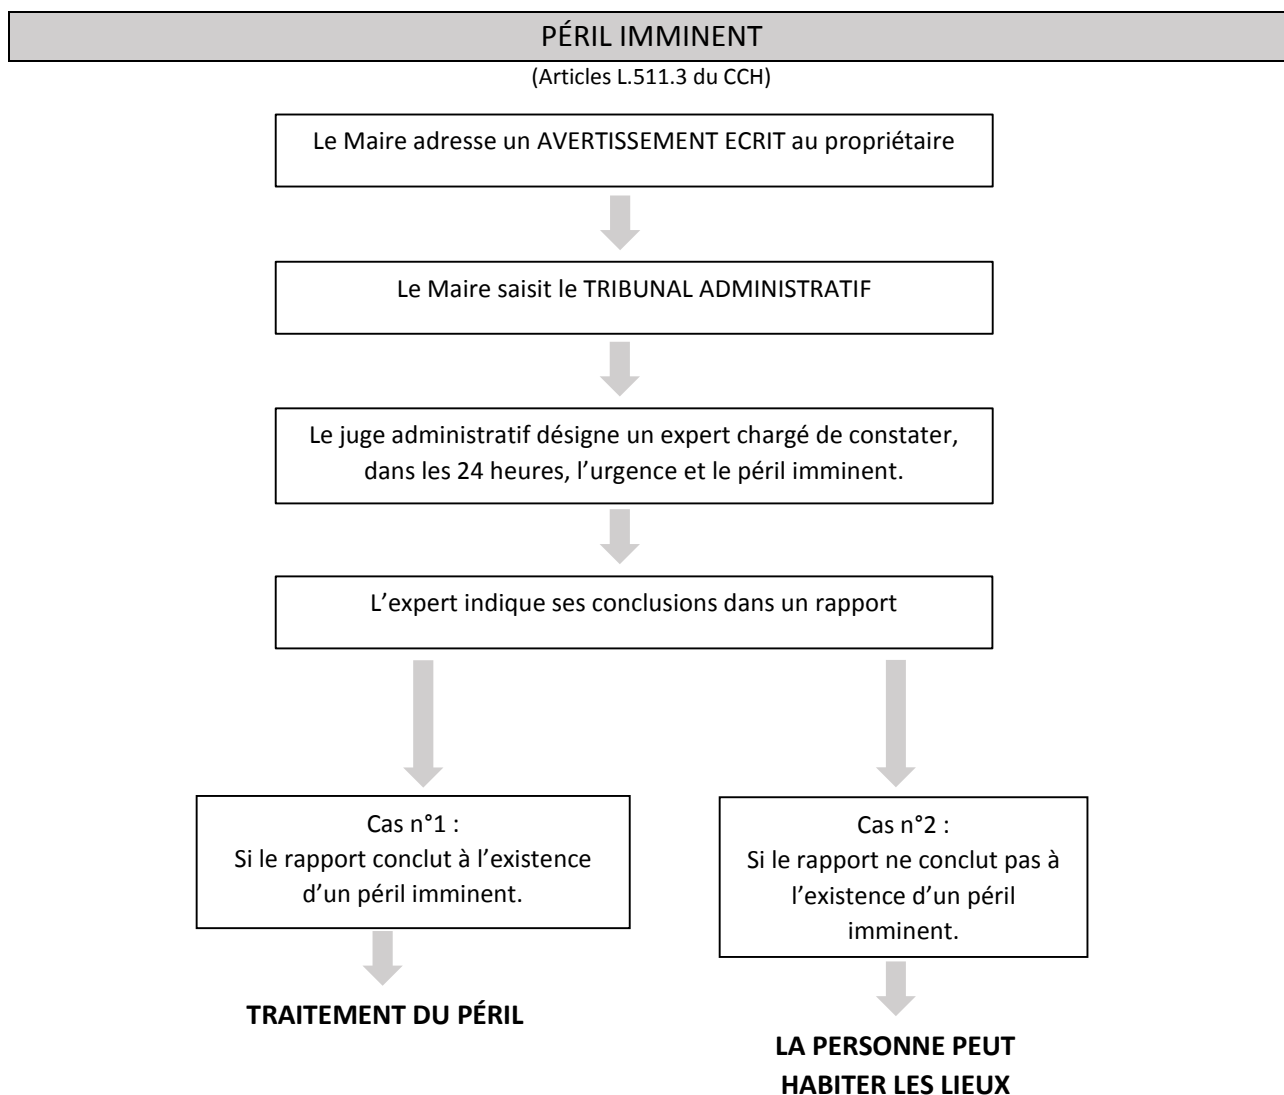 PÉRIL IMMINENT
(Articles L.511.3 du CCH)
Le Maire adresse un AVERTISSEMENT ECRIT au propriétaire
Le Maire saisit le TRIBUNAL ADMINISTRATIF
Le juge administratif désigne un expert chargé de constater,
dans les 24 heures, l’urgence et le péril imminent.
L’expert indique ses conclusions dans un rapport
Cas n°1 :
Si le rapport conclut à l’existence
d’un péril imminent.
TRAITEMENT DU PÉRIL
Cas n°2 :
Si le rapport ne conclut pas à
l’existence d’un péril
imminent.
LA PERSONNE PEUT
HABITER LES LIEUX